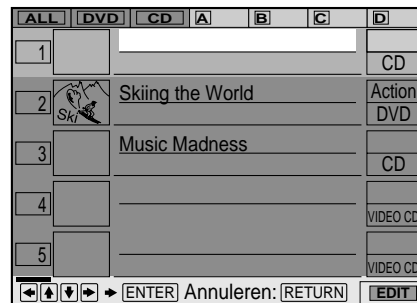 ALL DVD CD A B C D
1 CD
2 Ski Skiing the World Action DVD
3 Music Madness CD
4 VIDEO CD
5 VIDEO CD
ENTER Annuleren: RETURN EDIT